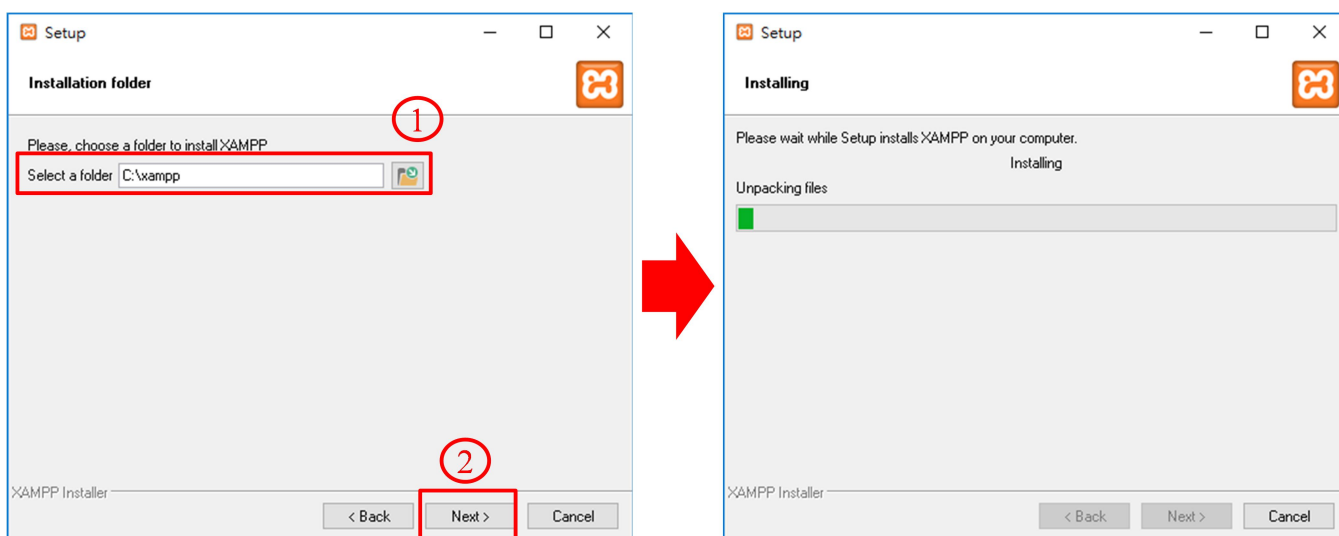 Setup
Installation folder
1
Please, choose a folder to install XAMPP
Select a folder C:\xampp
2
XAMPP Installer
< Back Next > Cancel
Setup
Installing
Please wait while Setup installs XAMPP on your computer.
Installing
Unpacking files
XAMPP Installer
< Back Next > Cancel